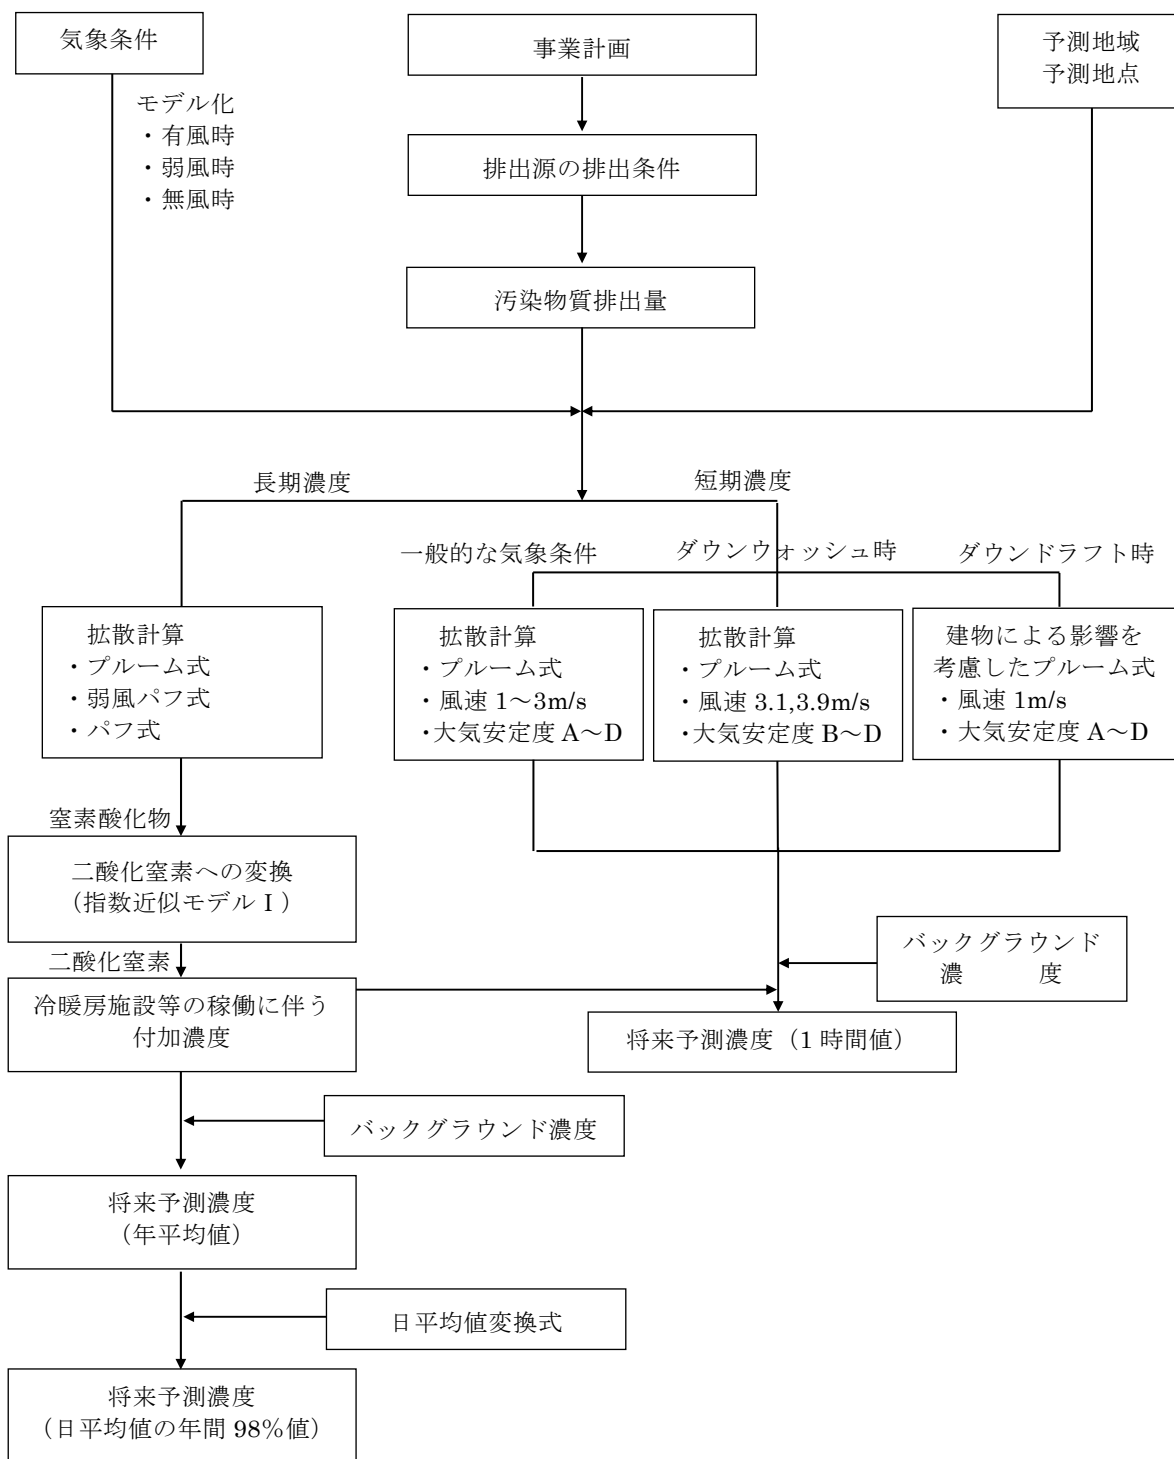 気象条件
事業計画
予測地域
予測地点
モデル化
・有風時
・弱風時
・無風時
排出源の排出条件
汚染物質排出量
長期濃度
短期濃度
一般的な気象条件
ダウンウォッシュ時
ダウンドラフト時
拡散計算
・プルーム式
・弱風パフ式
・パフ式
拡散計算
・プルーム式
・風速 1～3m/s
・大気安定度 A～D
拡散計算
・プルーム式
・風速 3.1,3.9m/s
・大気安定度 B～D
建物による影響を
考慮したプルーム式
・風速 1m/s
・大気安定度 A～D
窒素酸化物
二酸化窒素への変換
（指数近似モデルⅠ）
二酸化窒素
バックグラウンド
濃　　度
冷暖房施設等の稼働に伴う
付加濃度
将来予測濃度（1 時間値）
バックグラウンド濃度
将来予測濃度
（年平均値）
日平均値変換式
将来予測濃度
（日平均値の年間 98％値）